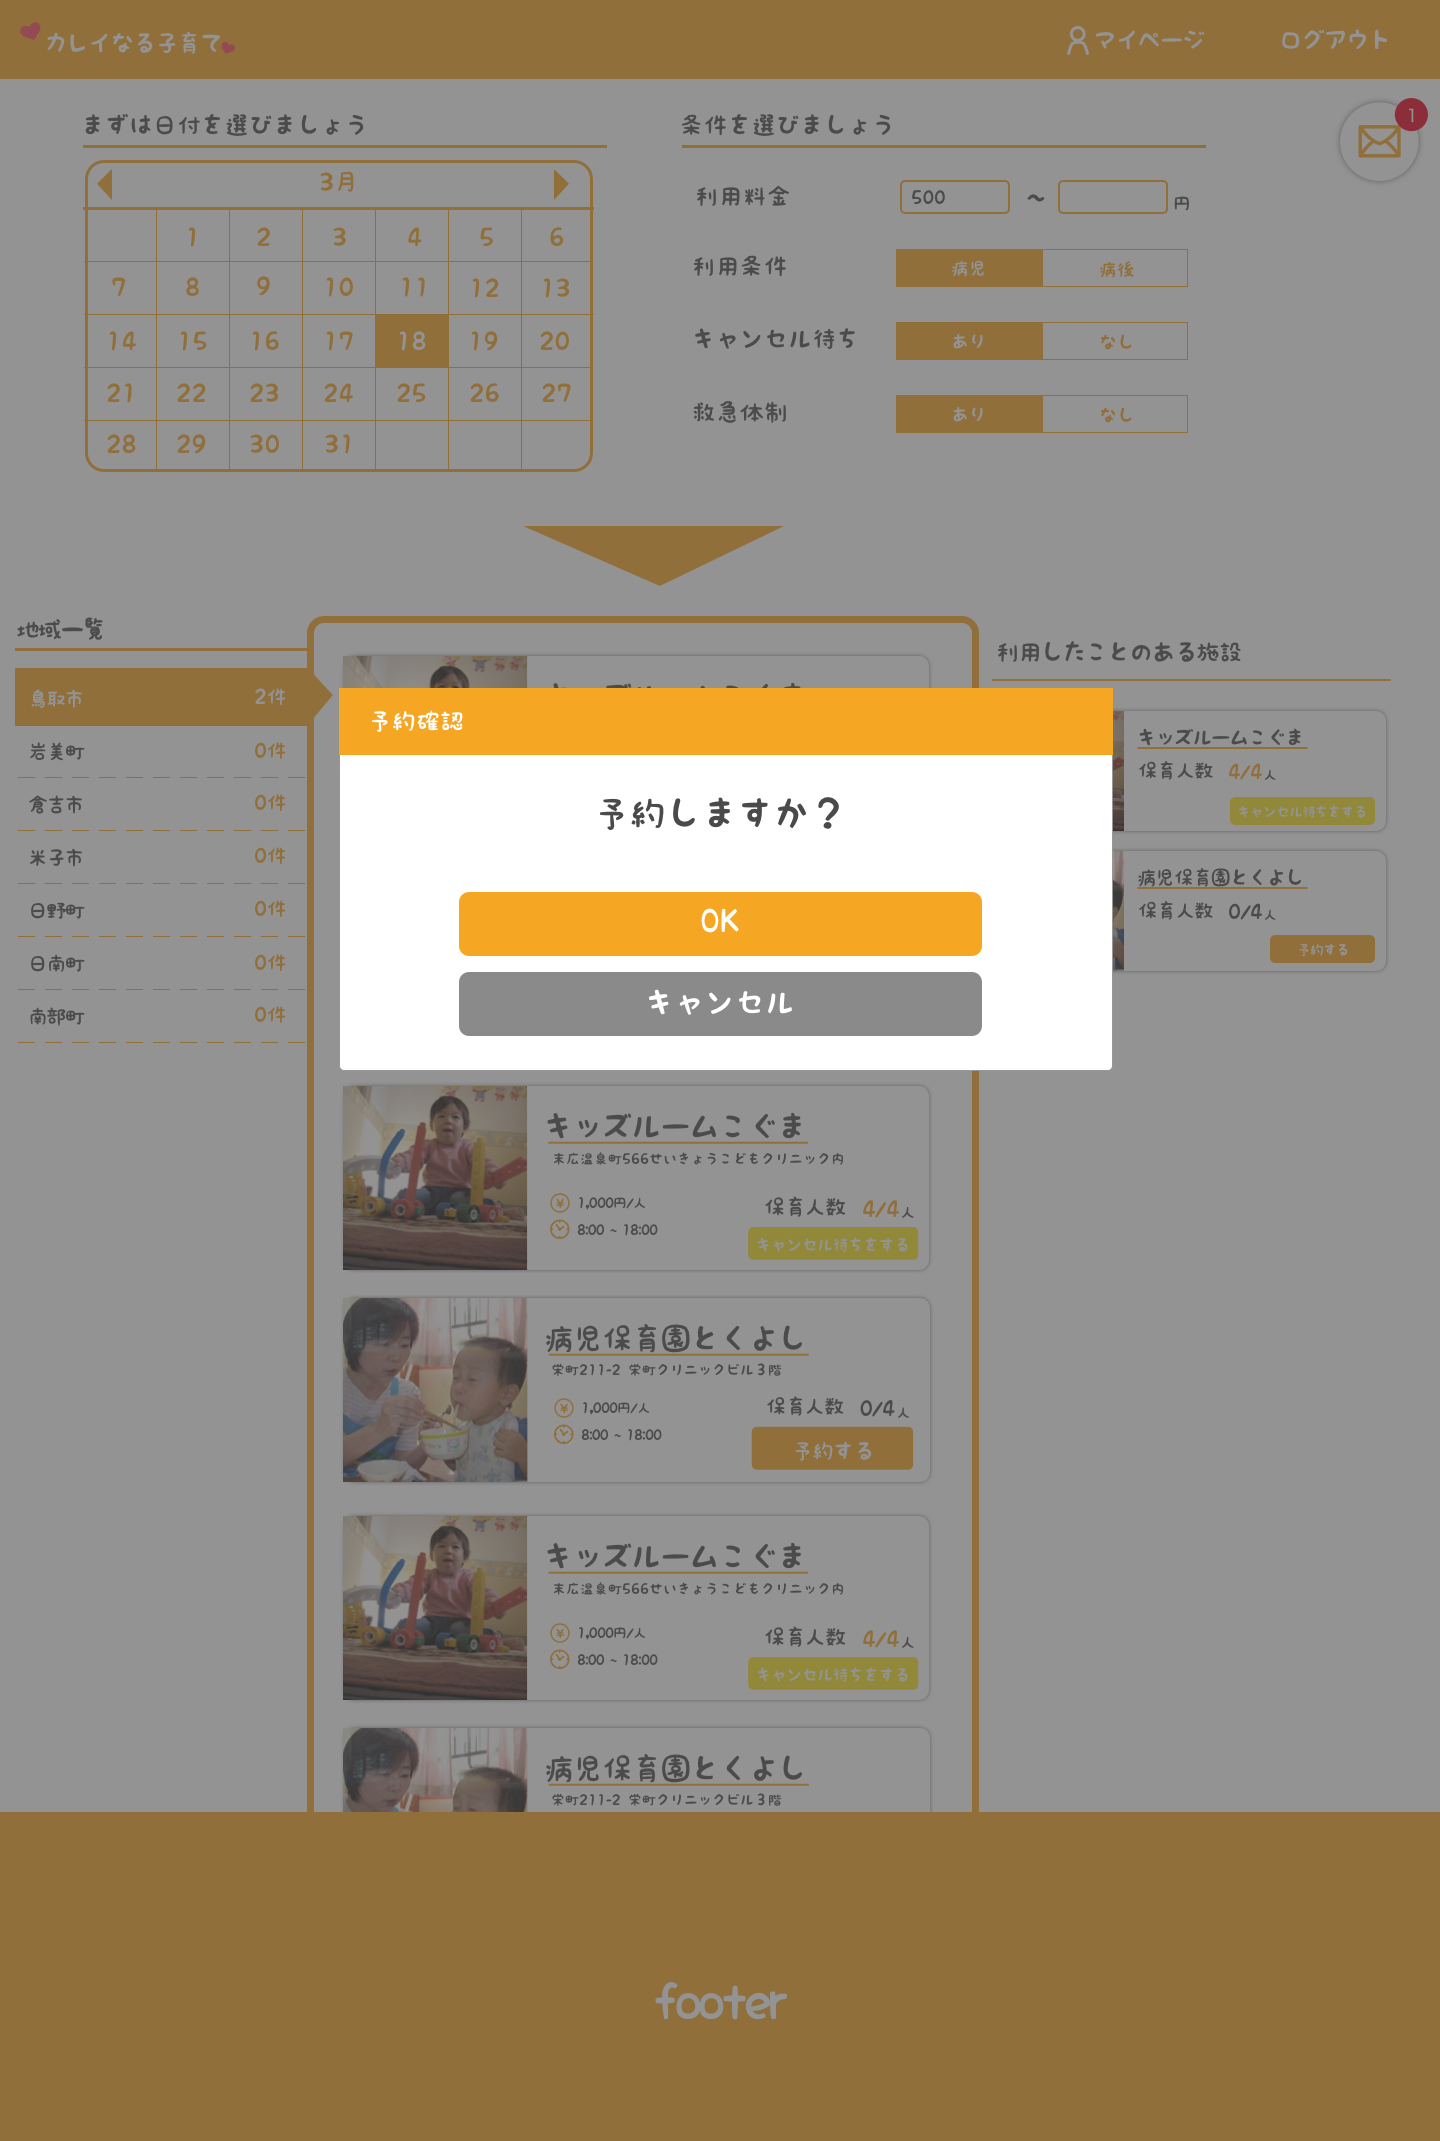 カレイなる子育て
マイページ
ログアウト
まずは日付を選びましょう
条件を選びましょう
1
3月
1 2 3 4 5 6
7 8 9 10 11 12 13
14 15 16 17 18 19 20
21 22 23 24 25 26 27
28 29 30 31
利用料金 500 ～ 円
利用条件 病児 病後
キャンセル待ち あり なし
救急体制 あり なし
地域一覧
鳥取市 2件
岩美町 0件
倉吉市 0件
米子市 0件
日野町 0件
日南町 0件
南部町 0件
利用したことのある施設
キッズルームこぐま
保育人数 4/4人
キャンセル待ちをする
病児保育園とくよし
保育人数 0/4人
予約する
予約確認
予約しますか？
OK
キャンセル
キッズルームこぐま
末広温泉町566せいきょうこどもクリニック内
1,000円/人
8:00 ~ 18:00
保育人数 4/4人
キャンセル待ちをする
病児保育園とくよし
栄町211-2 栄町クリニックビル3階
1,000円/人
8:00 ~ 18:00
保育人数 0/4人
予約する
キッズルームこぐま
末広温泉町566せいきょうこどもクリニック内
1,000円/人
8:00 ~ 18:00
保育人数 4/4人
キャンセル待ちをする
病児保育園とくよし
栄町211-2 栄町クリニックビル3階
footer